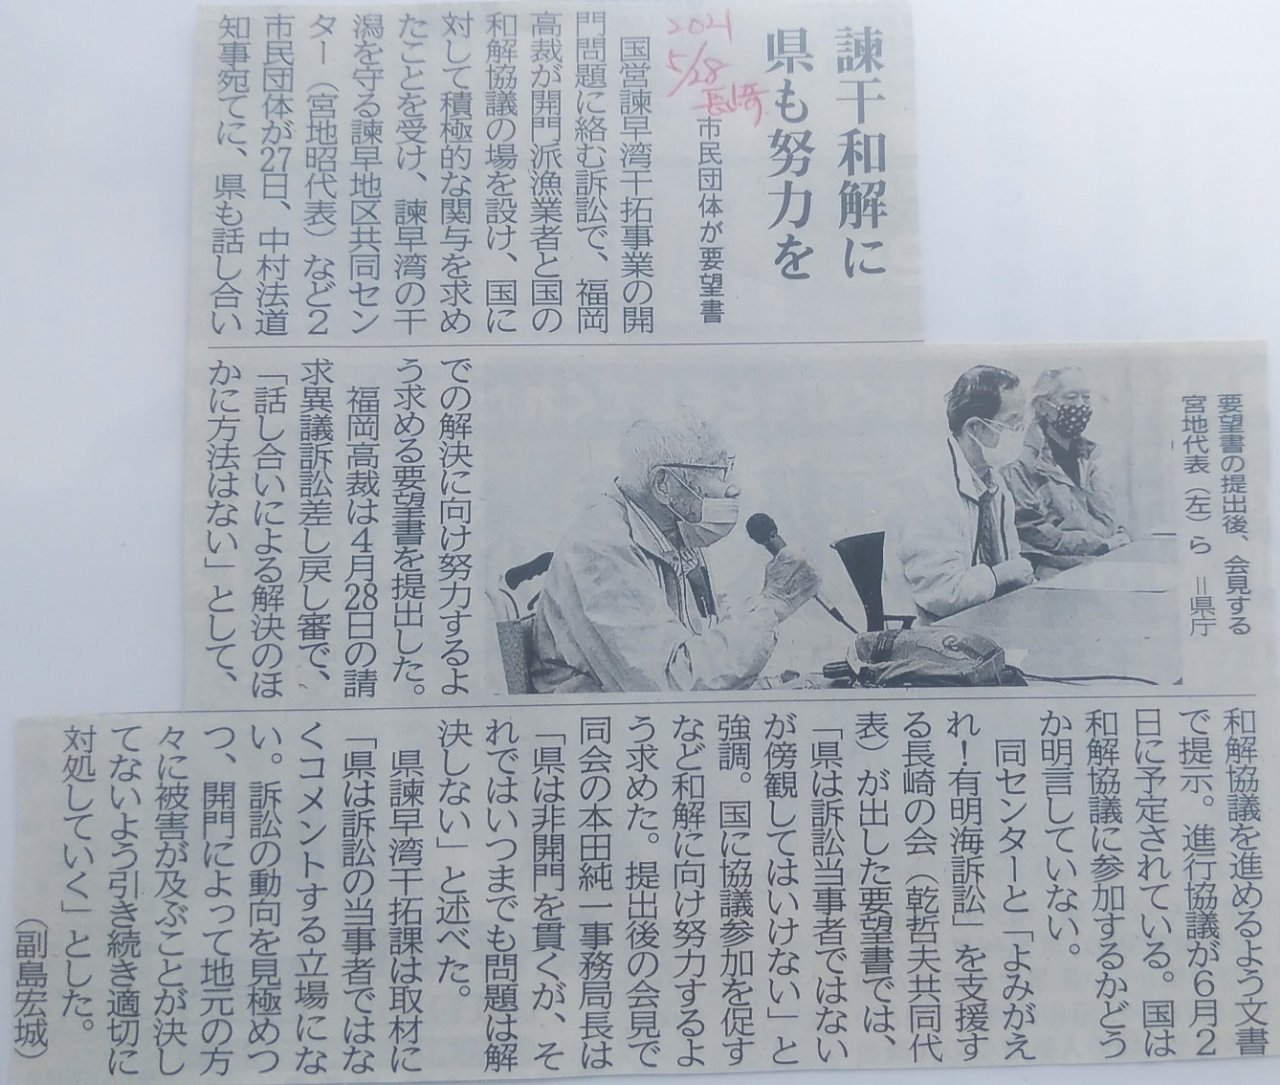 諫干和解に
県も努力を
2021
5/28
長崎
市民団体が要望書
国営諫早湾干拓事業の開
門問題に絡む訴訟で、福岡
高裁が開門派漁業者と国の
和解協議の場を設け、国に
対して積極的な関与を求め
たことを受け、諫早湾の干
潟を守る諫早地区共同セン
ター（宮地昭代表）など2
市民団体が27日、中村法道
知事宛てに、県も話し合い
での解決に向け努力するよ
う求める要望書を提出した。
福岡高裁は4月28日の請
求異議訴訟差し戻し審で、
「話し合いによる解決のほ
かに方法はない」として、
要望書の提出後、会見する
宮地代表（左）ら＝県庁
和解協議を進めるよう文書
で提示。進行協議が6月2
日に予定されている。国は
和解協議に参加するかどう
か明言していない。
同センターと「よみがえ
れ！有明海訴訟」を支援す
る長崎の会（乾哲夫共同代
表）が出した要望書では、
「県は訴訟当事者ではない
が傍観してはいけない」と
強調。国に協議参加を促す
など和解に向け努力するよ
う求めた。提出後の会見で
同会の本田純一事務局長は
「県は非開門を貫くが、そ
れではいつまでも問題は解
決しない」と述べた。
県諫早湾干拓課は取材に
「県は訴訟の当事者ではな
くコメントする立場にな
い。訴訟の動向を見極めつ
つ、開門によって地元の方
々に被害が及ぶことが決し
てないよう引き続き適切に
対処していく」とした。
（副島宏城）